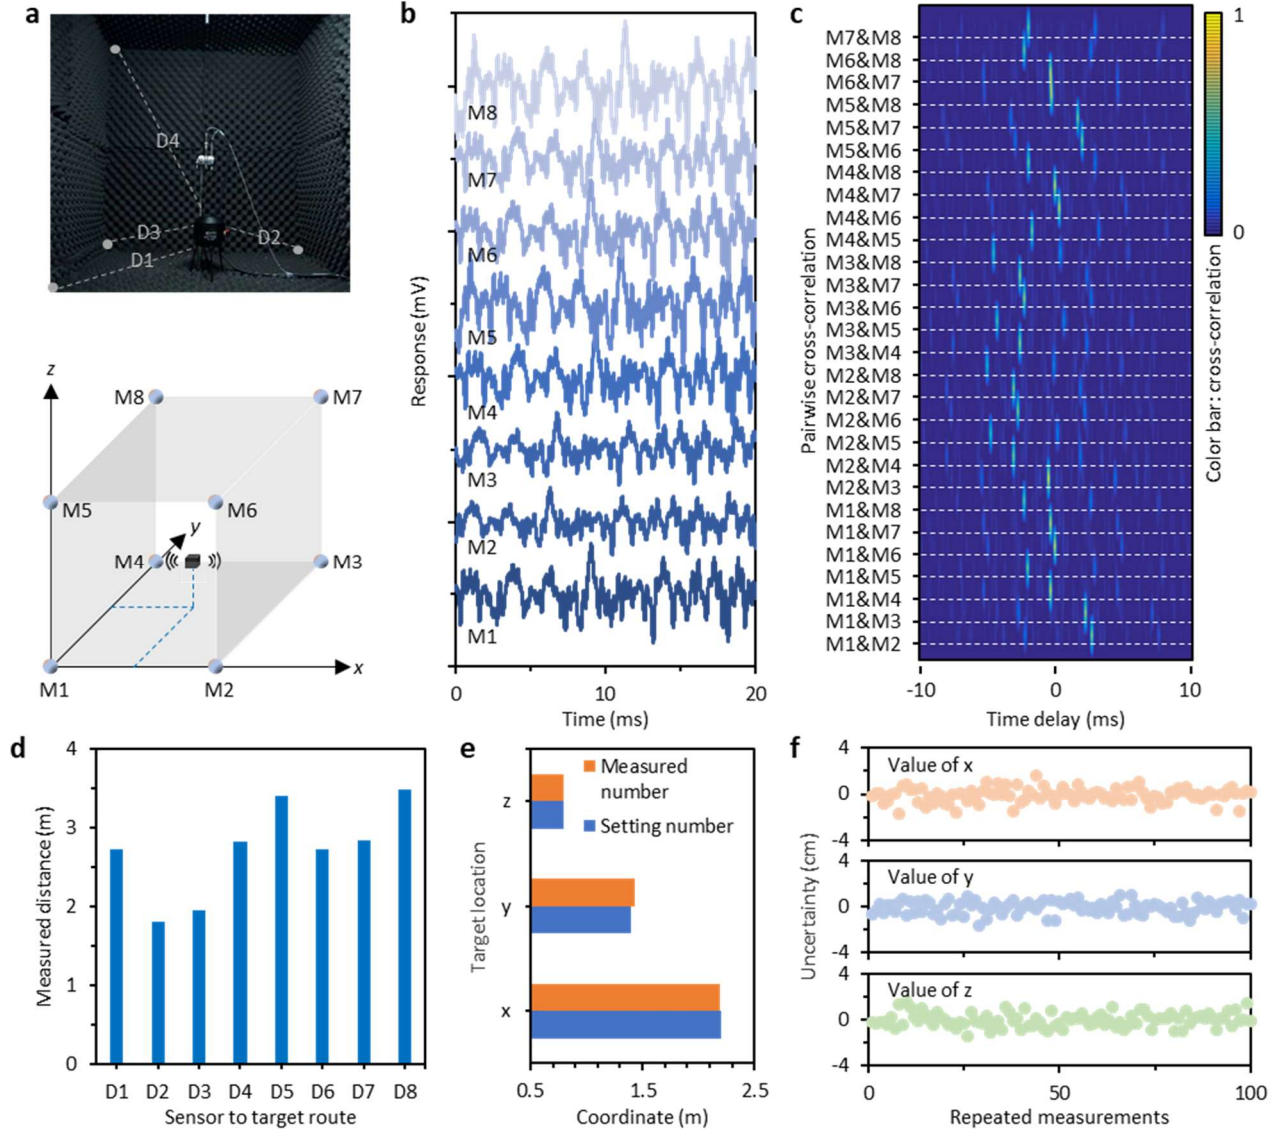 a
D4
D3
D2
D1
z
M8
M7
M5
M6
y
M4
M3
M1
M2
x
b
Response (mV)
M8
M7
M6
M5
M4
M3
M2
M1
0
10
20
Time (ms)
c
Pairwise cross-correlation
M7&M8
M6&M8
M6&M7
M5&M8
M5&M7
M5&M6
M4&M8
M4&M7
M4&M6
M4&M5
M3&M8
M3&M7
M3&M6
M3&M5
M3&M4
M2&M8
M2&M7
M2&M6
M2&M5
M2&M4
M2&M3
M1&M8
M1&M7
M1&M6
M1&M5
M1&M4
M1&M3
M1&M2
-10
0
10
Time delay (ms)
1
0
Color bar: cross-correlation
d
Measured distance (m)
4
3
2
1
0
D1
D2
D3
D4
D5
D6
D7
D8
Sensor to target route
e
Target location
Measured
number
Setting number
z
y
x
0.5
1.5
2.5
Coordinate (m)
f
Uncertainty (cm)
4
0
-4
Value of x
4
0
-4
Value of y
4
0
-4
Value of z
0
50
100
Repeated measurements